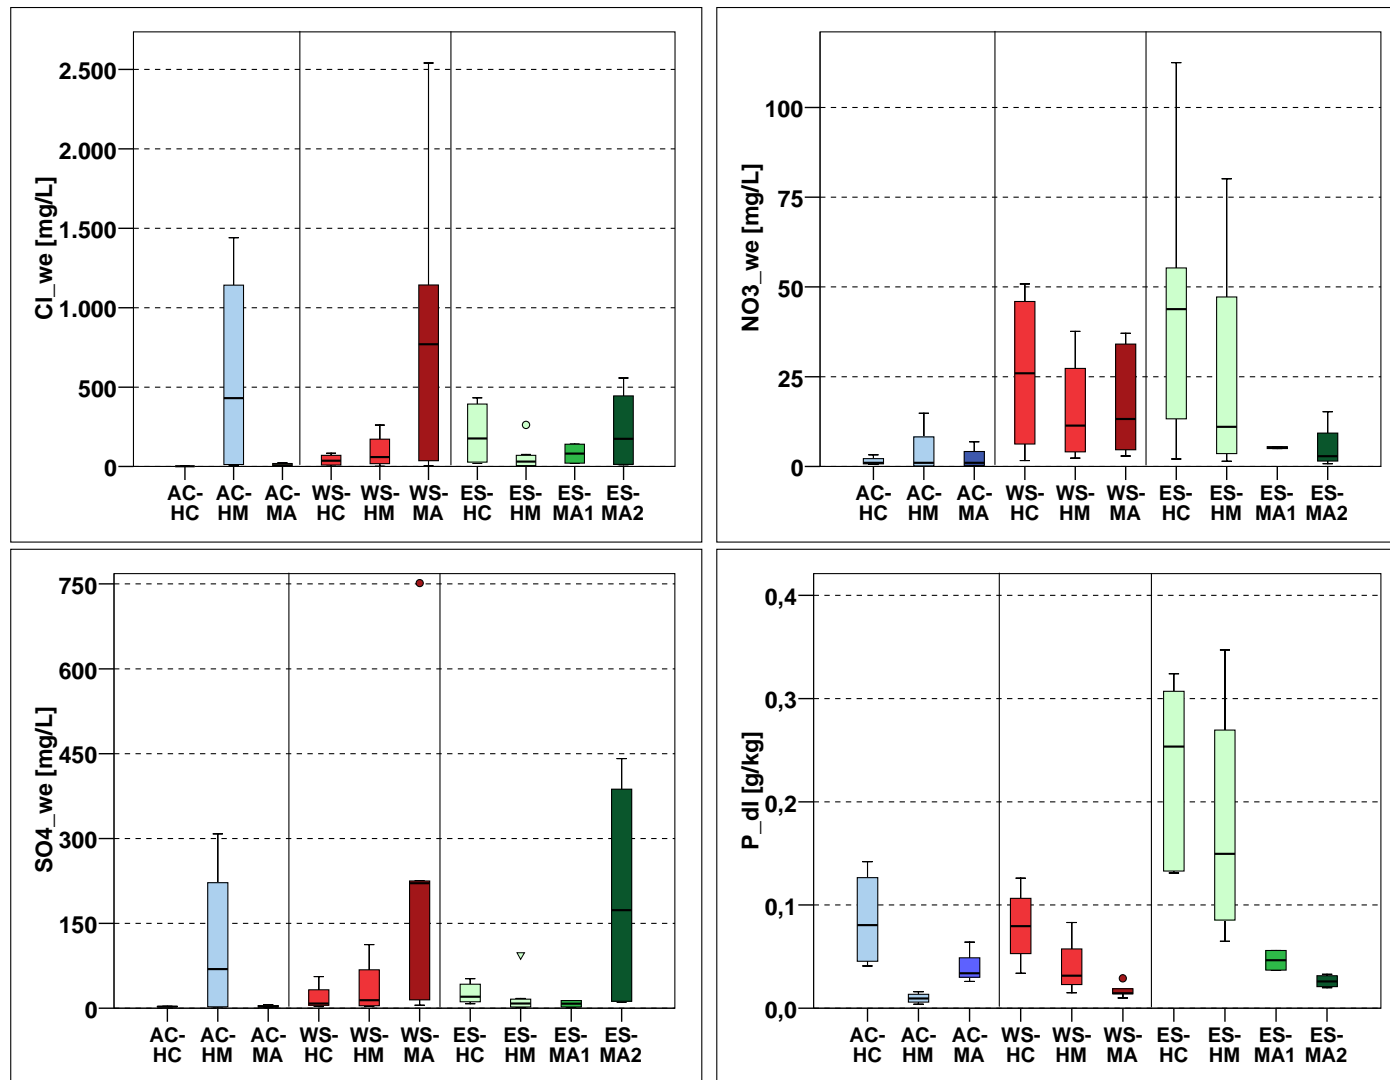 Cl_we [mg/L]
2.500
2.000
1.500
1.000
500
0
AC- AC- AC- WS- WS- WS- ES- ES- ES- ES-
HC HM MA HC HM MA HC HM MA1 MA2
NO3_we [mg/L]
100
75
50
25
0
AC- AC- AC- WS- WS- WS- ES- ES- ES- ES-
HC HM MA HC HM MA HC HM MA1 MA2
SO4_we [mg/L]
750
600
450
300
150
0
AC- AC- AC- WS- WS- WS- ES- ES- ES- ES-
HC HM MA HC HM MA HC HM MA1 MA2
P_dl [g/kg]
0,4
0,3
0,2
0,1
0,0
AC- AC- AC- WS- WS- WS- ES- ES- ES- ES-
HC HM MA HC HM MA HC HM MA1 MA2